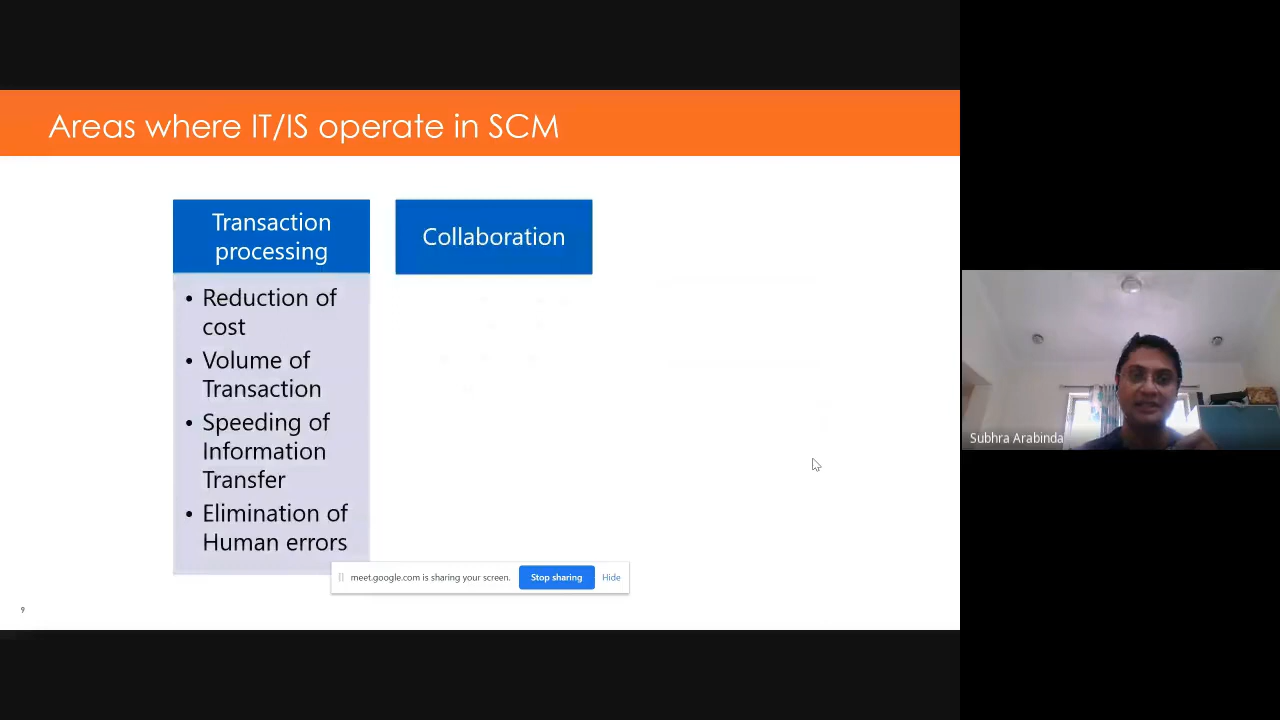 Areas where IT/IS operate in SCM
Transaction
processing
• Reduction of
cost
• Volume of
Transaction
• Speeding of
Information
Transfer
• Elimination of
Human errors
Collaboration
meet.google.com is sharing your screen. Stop sharing Hide
9
Subhra Arabinda